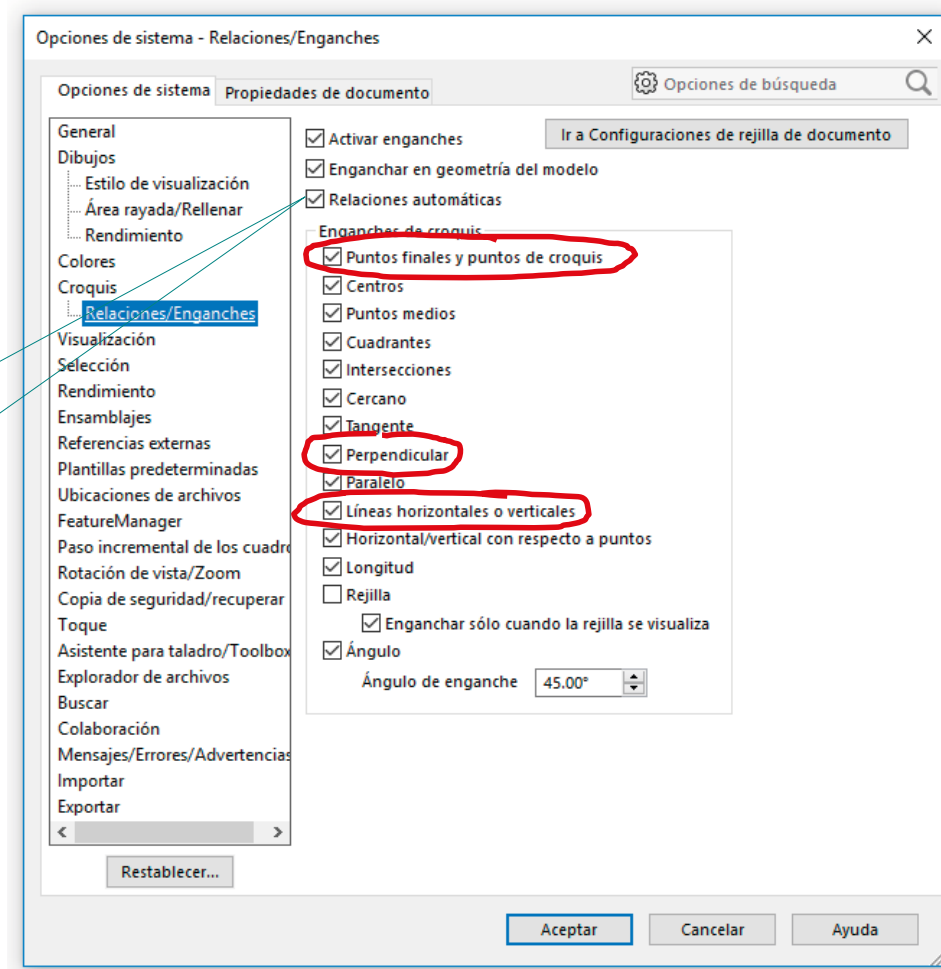 Opciones de sistema - Relaciones/Enganches
Opciones de sistema
Propiedades de documento
Opciones de búsqueda
General
Dibujos
Estilo de visualización
Área rayada/Rellenar
Rendimiento
Colores
Croquis
Relaciones/Enganches
Visualización
Selección
Rendimiento
Ensamblajes
Referencias externas
Plantillas predeterminadas
Ubicaciones de archivos
FeatureManager
Paso incremental de los cuadro
Rotación de vista/Zoom
Copia de seguridad/recuperar
Toque
Asistente para taladro/Toolbox
Explorador de archivos
Buscar
Colaboración
Mensajes/Errores/Advertencias
Importar
Exportar
Restablecer...
Activar enganches
Ir a Configuraciones de rejilla de documento
Enganchar en geometría del modelo
Relaciones automáticas
Enganches de croquis
Puntos finales y puntos de croquis
Centros
Puntos medios
Cuadrantes
Intersecciones
Cercano
Tangente
Perpendicular
Paralelo
Líneas horizontales o verticales
Horizontal/vertical con respecto a puntos
Longitud
Rejilla
Enganchar sólo cuando la rejilla se visualiza
Ángulo
Ángulo de enganche 45.00°
Aceptar Cancelar Ayuda